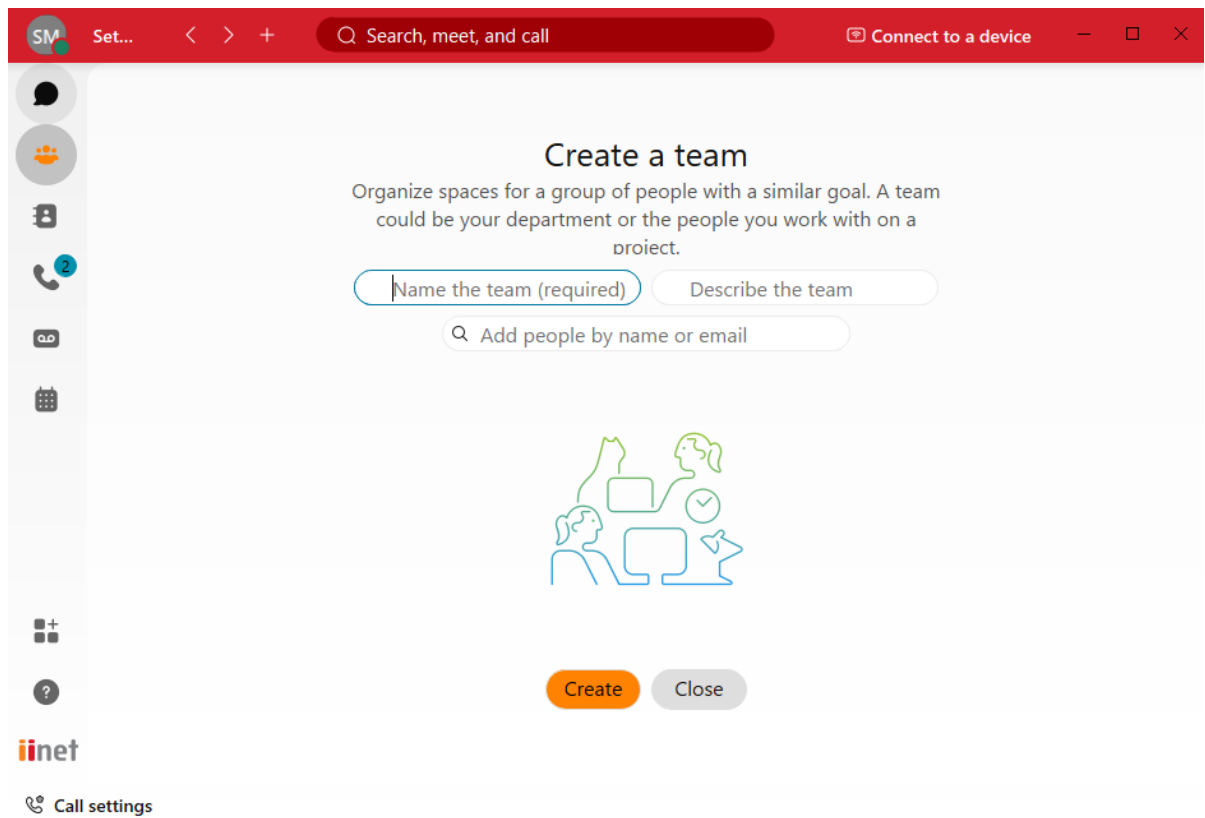 SM Set... Search, meet, and call Connect to a device
Create a team
Organize spaces for a group of people with a similar goal. A team
could be your department or the people you work with on a
project.
Name the team (required) Describe the team
2
Add people by name or email
Create Close
iinet
Call settings